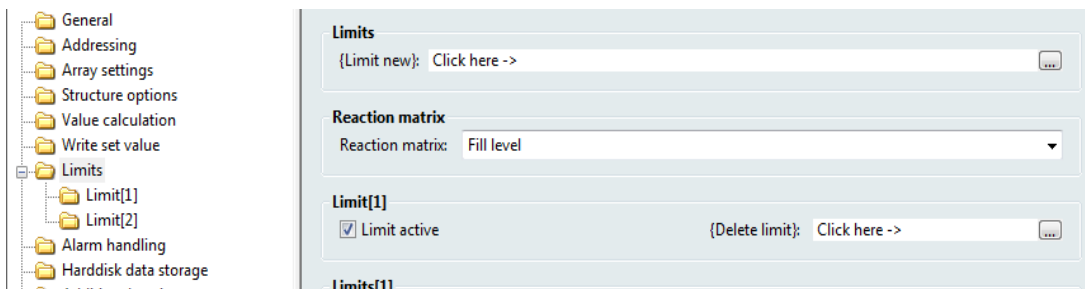 General
Addressing
Array settings
Structure options
Value calculation
Write set value
Limits
Limit[1]
Limit[2]
Alarm handling
Harddisk data storage
Limits
{Limit new}: Click here -> ...
Reaction matrix
Reaction matrix: Fill level
Limit[1]
Limit active {Delete limit}: Click here -> ...
Limits[1]